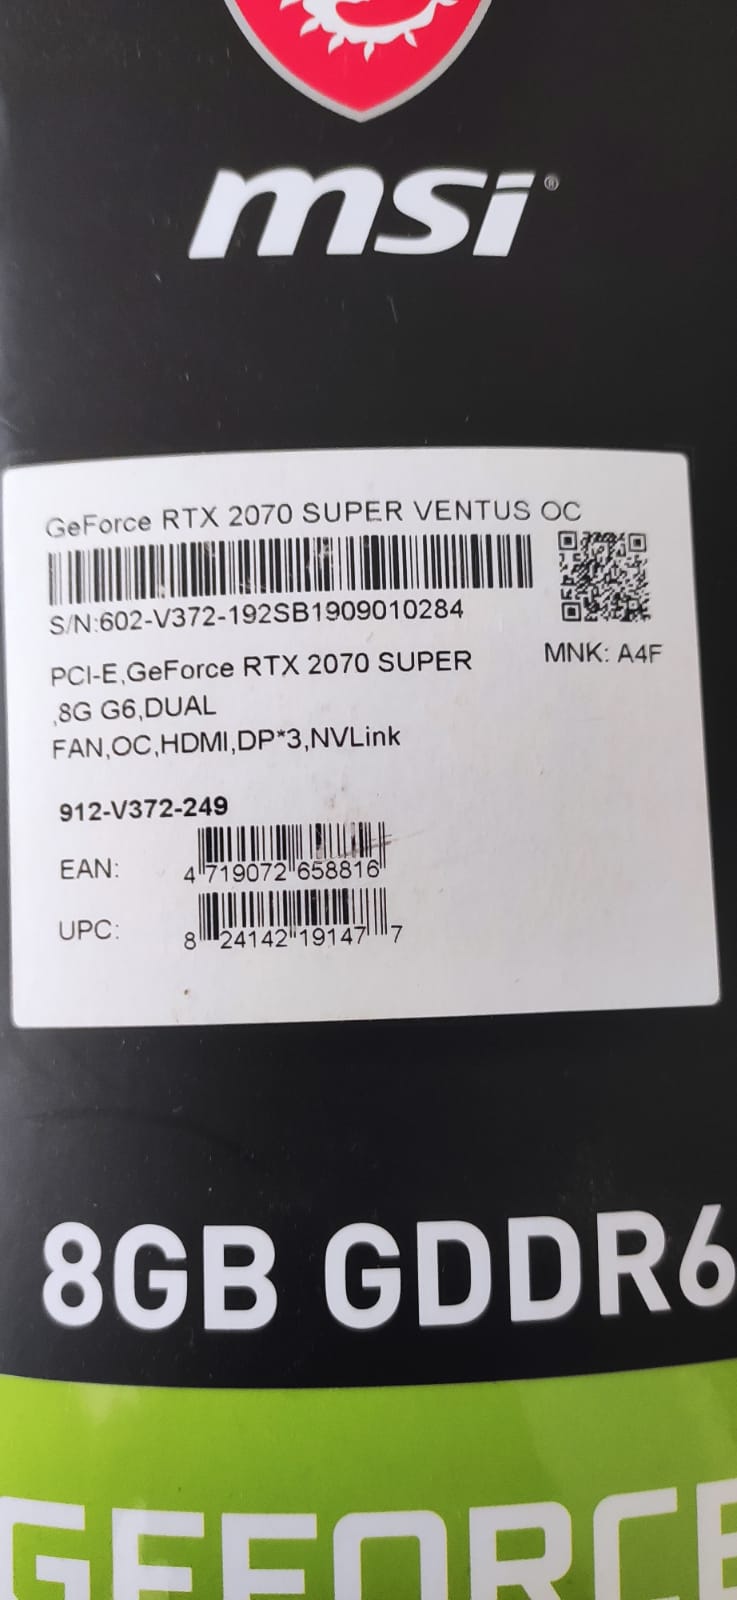 msi®
GeForce RTX 2070 SUPER VENTUS OC
S/N:602-V372-192SB1909010284
MNK: A4F
PCI-E,GeForce RTX 2070 SUPER
,8G G6,DUAL
FAN,OC,HDMI,DP*3,NVLink
912-V372-249
EAN: 4 719072 658816
UPC: 8 24142 19147 7
8GB GDDR6
GEFORCE